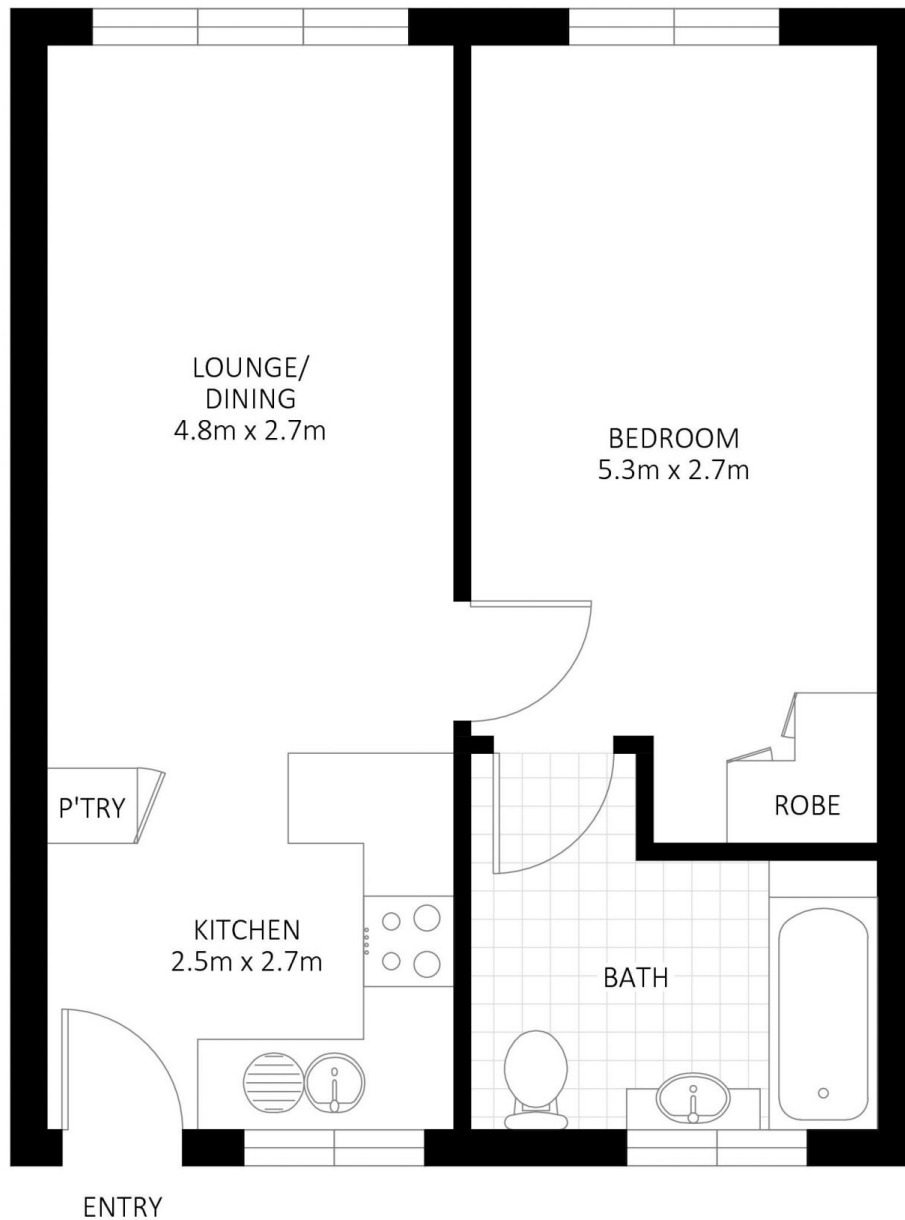 LOUNGE/
DINING
4.8m x 2.7m
BEDROOM
5.3m x 2.7m
P'TRY
ROBE
KITCHEN
2.5m x 2.7m
BATH
ENTRY